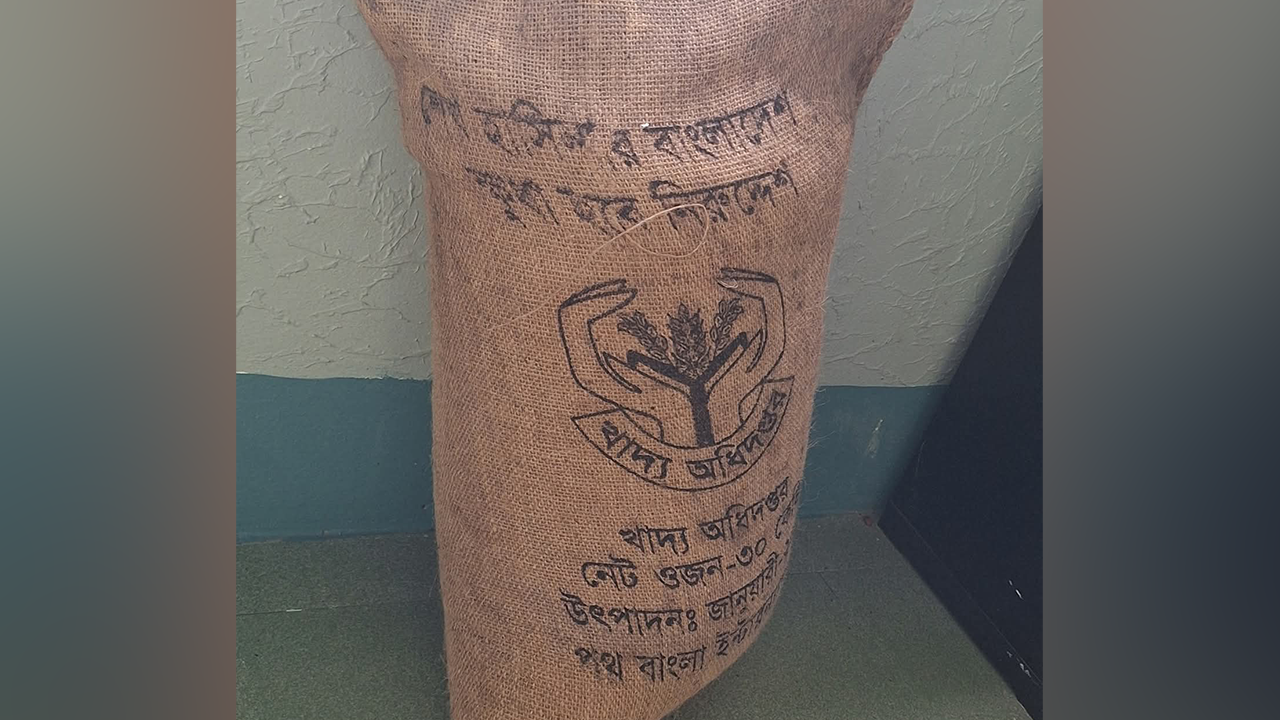 শেখ হাসিনার বাংলাদেশ
ক্ষুধা হবে নিরুদ্দেশ
খাদ্য অধিদপ্তর
খাদ্য অধিদপ্তর
নেট ওজন-৩০
উৎপাদনঃ জানুয়ারী
বাংলা